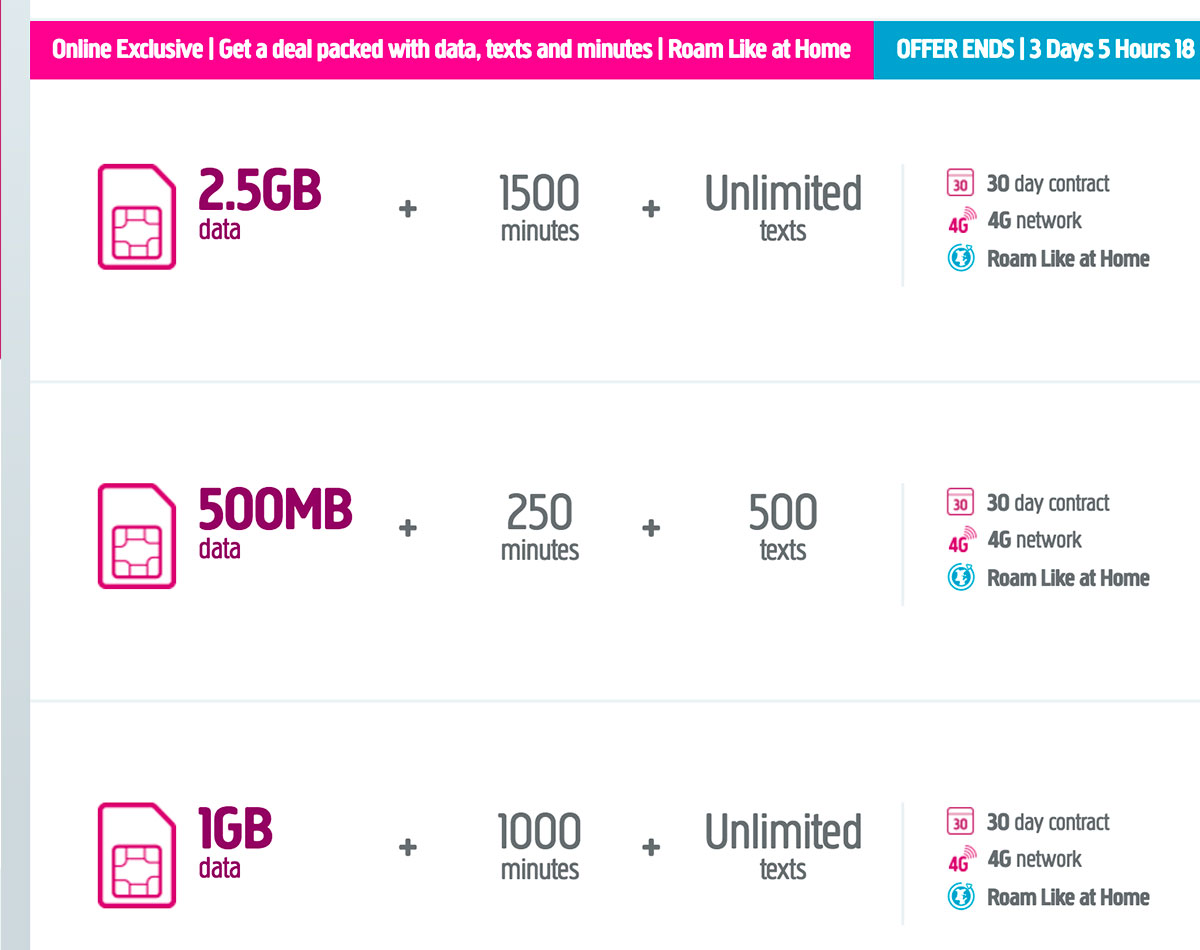 Online Exclusive | Get a deal packed with data, texts and minutes | Roam Like at Home
OFFER ENDS | 3 Days 5 Hours 18
2.5GB
data
+
1500
minutes
+
Unlimited
texts
30
30 day contract
4G
4G network
Roam Like at Home
500MB
data
+
250
minutes
+
500
texts
30
30 day contract
4G
4G network
Roam Like at Home
1GB
data
+
1000
minutes
+
Unlimited
texts
30
30 day contract
4G
4G network
Roam Like at Home